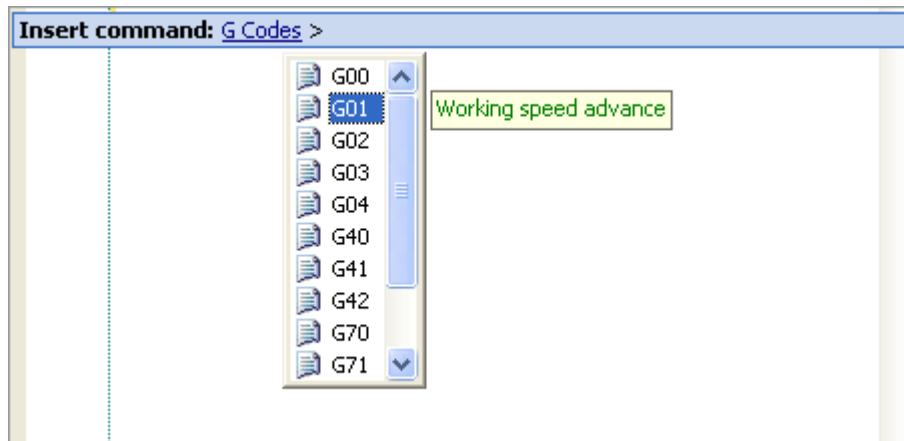 Insert command: G Codes >
G00
G01
Working speed advance
G02
G03
G04
G40
G41
G42
G70
G71